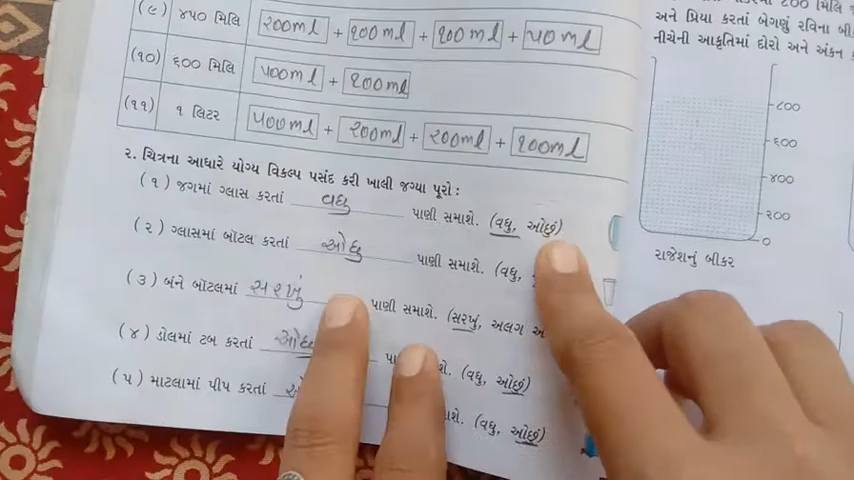 (૯) ૪૫૦ મિલિ 200ml + 100ml + 100ml + 50ml
(૧૦) ૬૦૦ મિલિ 500ml + 100ml
(૧૧) ૧ લિટર 500ml + 200ml + 200ml + 100ml
૨. ચિત્રના આધારે યોગ્ય વિકલ્પ પસંદ કરી ખાલી જગ્યા પૂરો :
(૧) જગમાં ગ્લાસ કરતાં વધુ પાણી સમાશે. (વધુ, ઓછું)
(૨) ગ્લાસમાં બૉટલ કરતાં ઓછુ પાણી સમાશે. (વધુ,
(૩) બંને બૉટલમાં સરખું પાણી સમાશે. (સરખું, અલગ
(૪) ડોલમાં ટબ કરતાં ઓછુ (વધુ, ઓછું)
(૫) માટલામાં પીપ કરતાં (વધુ, ઓછું)
અને પ્રિયા કરતાં બેગણું રવિના
નીચેની આકૃતિમાં દોરો અને અંકન
૮૦૦
૬૦૦
૪૦૦
૨૦૦
૦
રાજેશનું બીકર